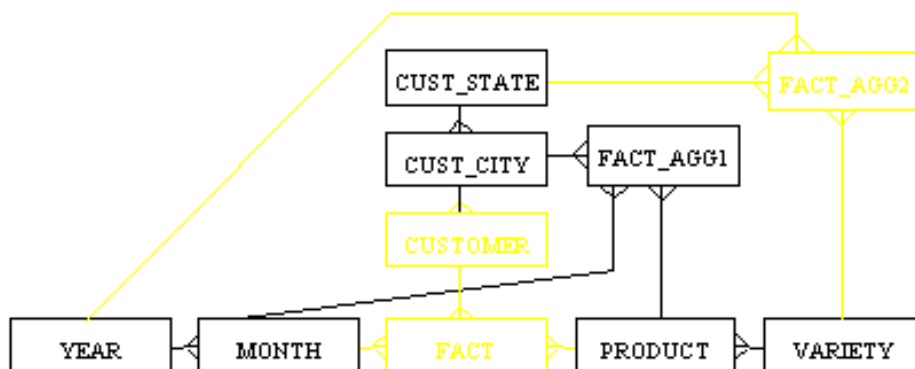 CUST_STATE
FACT_AGG2
CUST_CITY
FACT_AGG1
CUSTOMER
YEAR
MONTH
FACT
PRODUCT
VARIETY